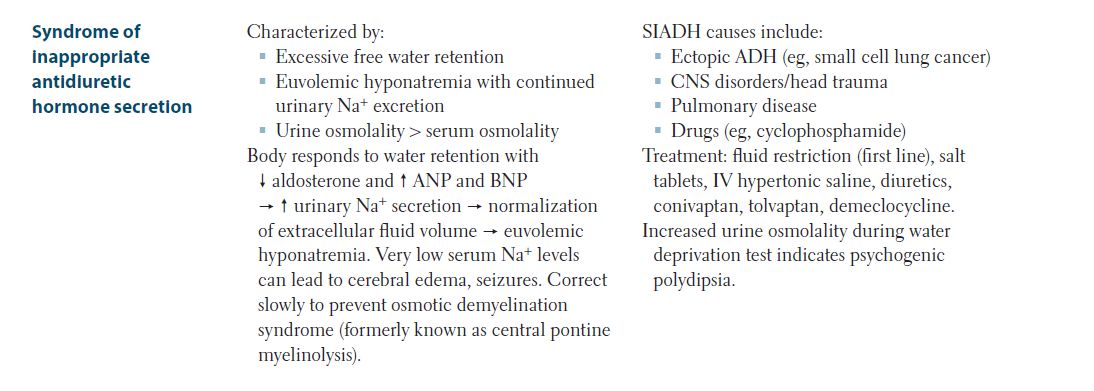 Syndrome of
inappropriate
antidiuretic
hormone secretion
Characterized by:
▪ Excessive free water retention
▪ Euvolemic hyponatremia with continued
urinary Na⁺ excretion
▪ Urine osmolality > serum osmolality
Body responds to water retention with
↓ aldosterone and ↑ ANP and BNP
→ ↑ urinary Na⁺ secretion → normalization
of extracellular fluid volume → euvolemic
hyponatremia. Very low serum Na⁺ levels
can lead to cerebral edema, seizures. Correct
slowly to prevent osmotic demyelination
syndrome (formerly known as central pontine
myelinolysis).
SIADH causes include:
▪ Ectopic ADH (eg, small cell lung cancer)
▪ CNS disorders/head trauma
▪ Pulmonary disease
▪ Drugs (eg, cyclophosphamide)
Treatment: fluid restriction (first line), salt
tablets, IV hypertonic saline, diuretics,
conivaptan, tolvaptan, demeclocycline.
Increased urine osmolality during water
deprivation test indicates psychogenic
polydipsia.